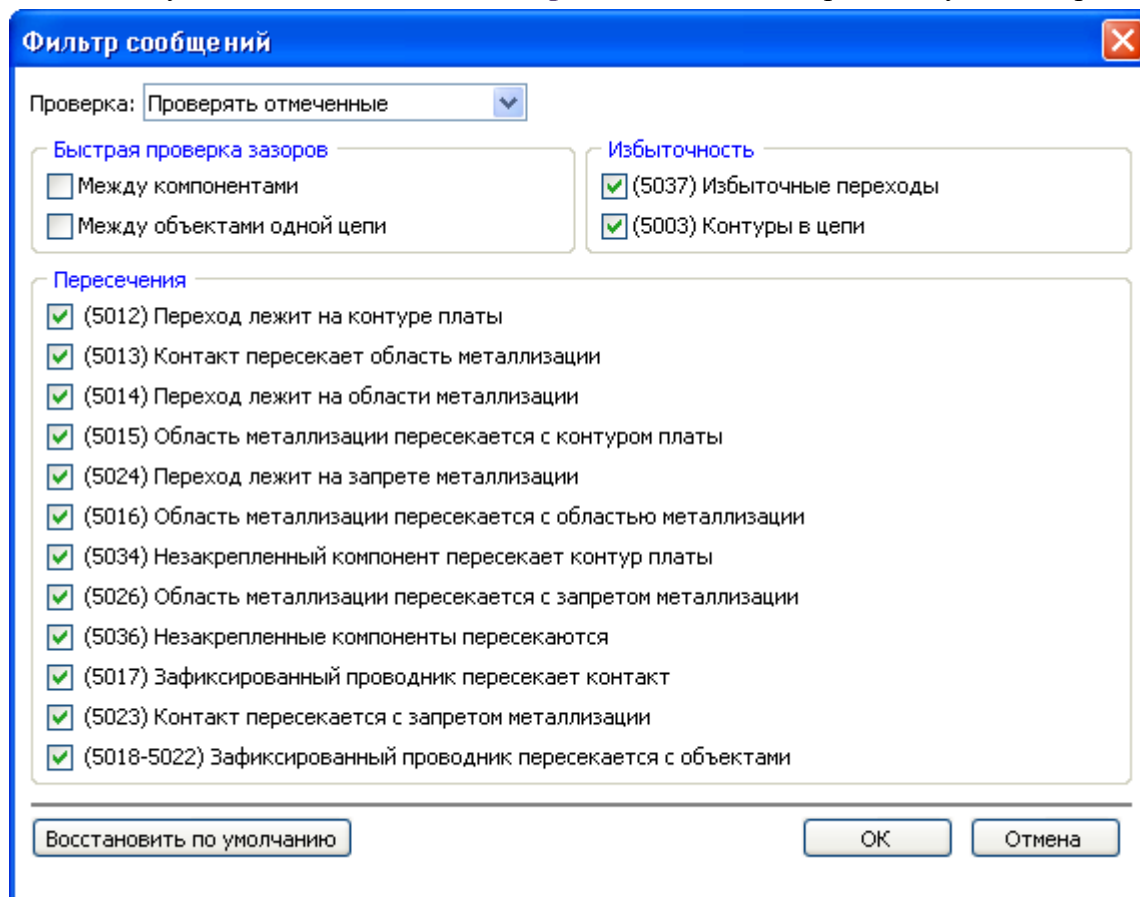 Фильтр сообщений
Проверка: Проверять отмеченные
Быстрая проверка зазоров
Между компонентами
Между объектами одной цепи
Избыточность
(5037) Избыточные переходы
(5003) Контуры в цепи
Пересечения
(5012) Переход лежит на контуре платы
(5013) Контакт пересекает область металлизации
(5014) Переход лежит на области металлизации
(5015) Область металлизации пересекается с контуром платы
(5024) Переход лежит на запрете металлизации
(5016) Область металлизации пересекается с областью металлизации
(5034) Незакрепленный компонент пересекает контур платы
(5026) Область металлизации пересекается с запретом металлизации
(5036) Незакрепленные компоненты пересекаются
(5017) Зафиксированный проводник пересекает контакт
(5023) Контакт пересекается с запретом металлизации
(5018-5022) Зафиксированный проводник пересекается с объектами
Восстановить по умолчанию
ОК
Отмена